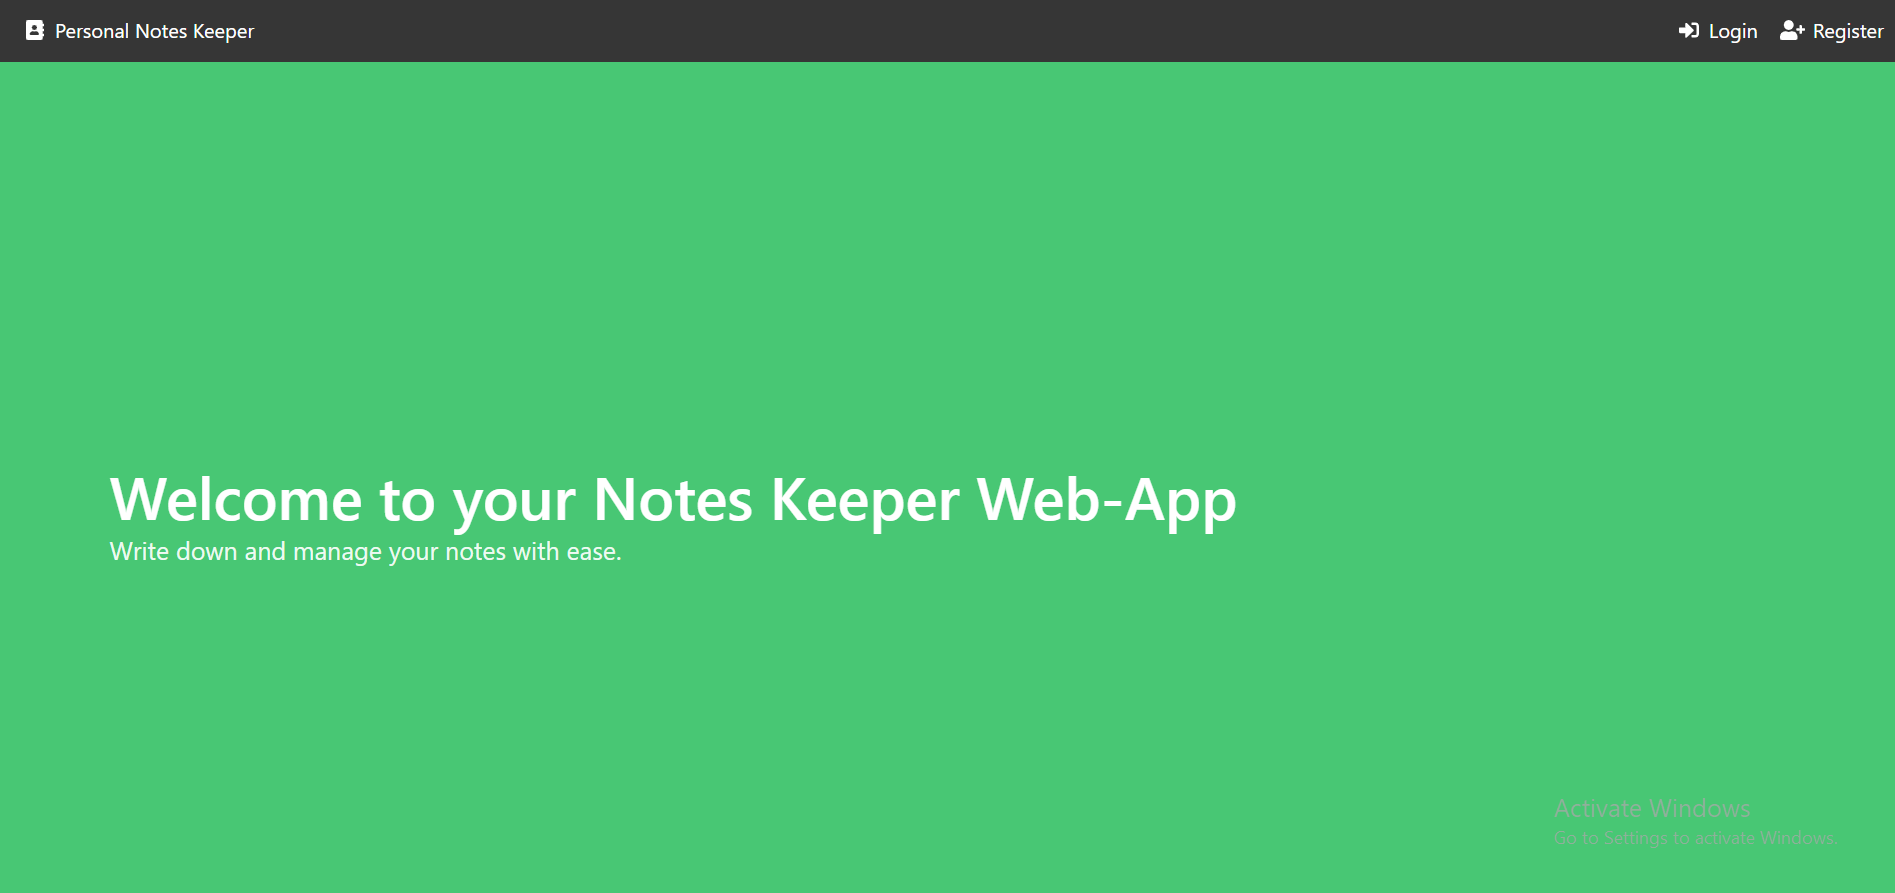 Personal Notes Keeper
Login
Register
Welcome to your Notes Keeper Web-App
Write down and manage your notes with ease.
Activate Windows
Go to Settings to activate Windows.